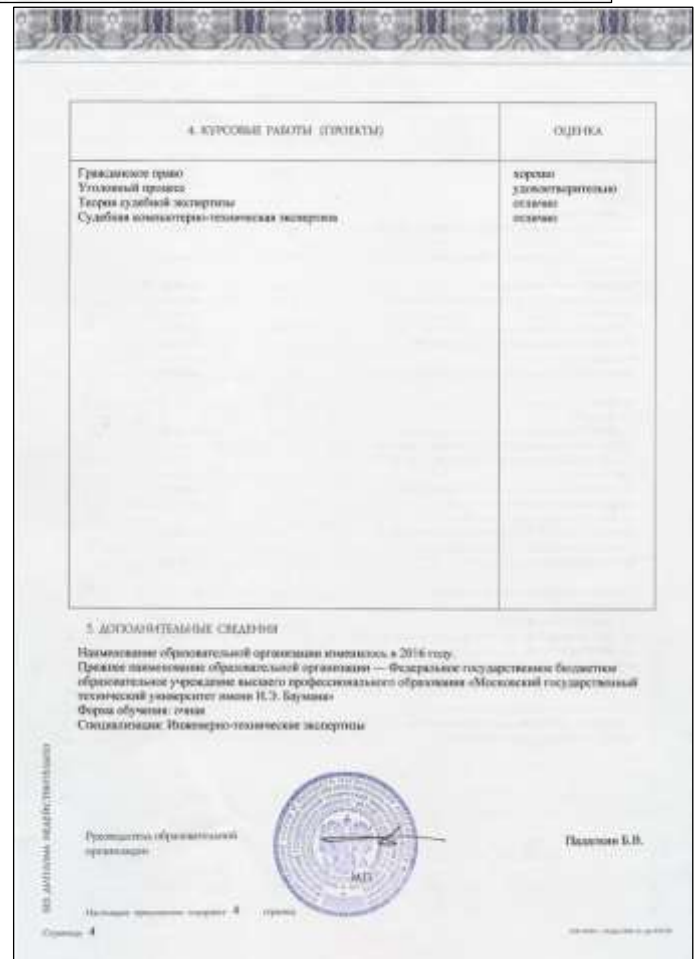 4. КУРСОВЫЕ РАБОТЫ (ПРОЕКТЫ)
ОЦЕНКА
Гражданское право хорошо
Уголовный процесс удовлетворительно
Теория судебной экспертизы отлично
Судебная компьютерно-техническая экспертиза отлично
5. ДОПОЛНИТЕЛЬНЫЕ СВЕДЕНИЯ
Наименование образовательной организации изменилось в 2016 году.
Прежнее наименование образовательной организации — Федеральное государственное бюджетное
образовательное учреждение высшего профессионального образования «Московский государственный
технический университет имени Н.Э. Баумана»
Форма обучения: очная
Специализация: Инженерно-технические экспертизы
Руководитель образовательной
организации
М.П.
Б.В.
Настоящее приложение содержит 4 страниц
Страница 4
БЕЗ ДИПЛОМА НЕДЕЙСТВИТЕЛЬНО